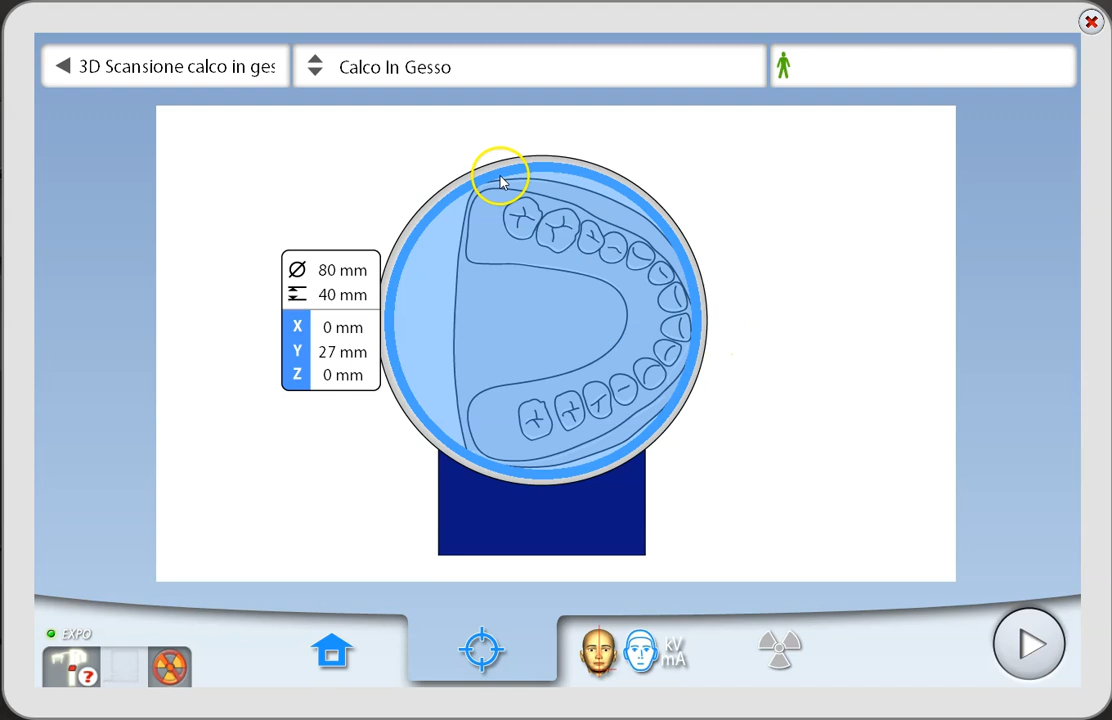 3D Scansione calco in ges
Calco In Gesso
80 mm
40 mm
X 0 mm
Y 27 mm
Z 0 mm
EXPO
?
kV
mA